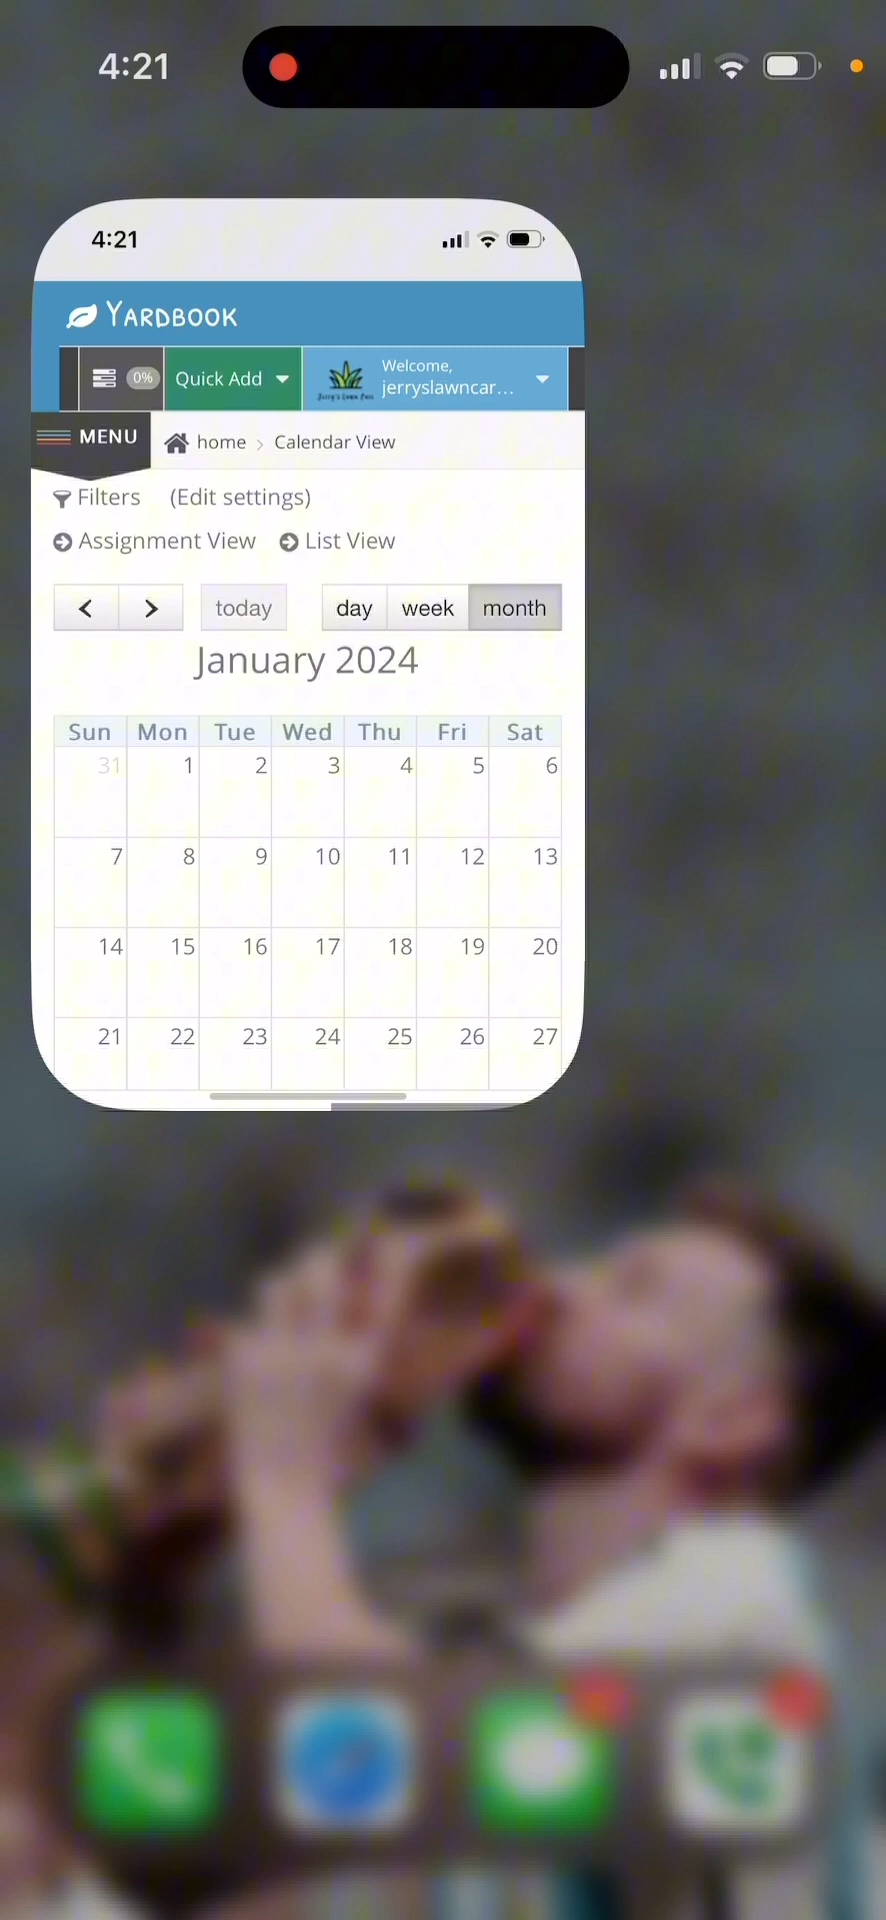 4:21
4:21
YARDBOOK
0% Quick Add Welcome,
jerryslawncar...
Jerry's Lawn Care
MENU home > Calendar View
Filters (Edit settings)
Assignment View List View
< > today day week month
January 2024
Sun Mon Tue Wed Thu Fri Sat
31 1 2 3 4 5 6
7 8 9 10 11 12 13
14 15 16 17 18 19 20
21 22 23 24 25 26 27